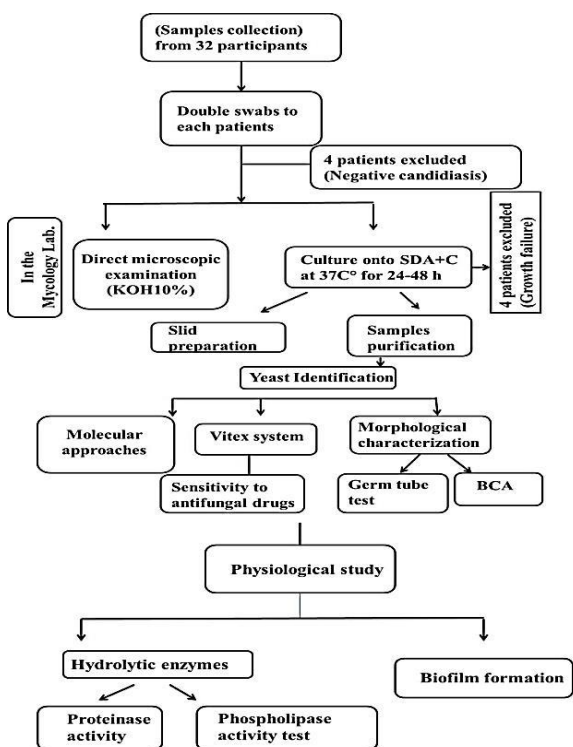 (Samples collection)
from 32 participants
Double swabs to
each patients
4 patients excluded
(Negative candidiasis)
In the
Mycology Lab.
Direct microscopic
examination
(KOH10%)
Culture onto SDA+C
at 37C° for 24-48 h
4 patients excluded
(Growth failure)
Slid
preparation
Samples
purification
Yeast Identification
Molecular
approaches
Vitex system
Morphological
characterization
Sensitivity to
antifungal drugs
Germ tube
test
BCA
Physiological study
Hydrolytic enzymes
Biofilm formation
Proteinase
activity
Phospholipase
activity test